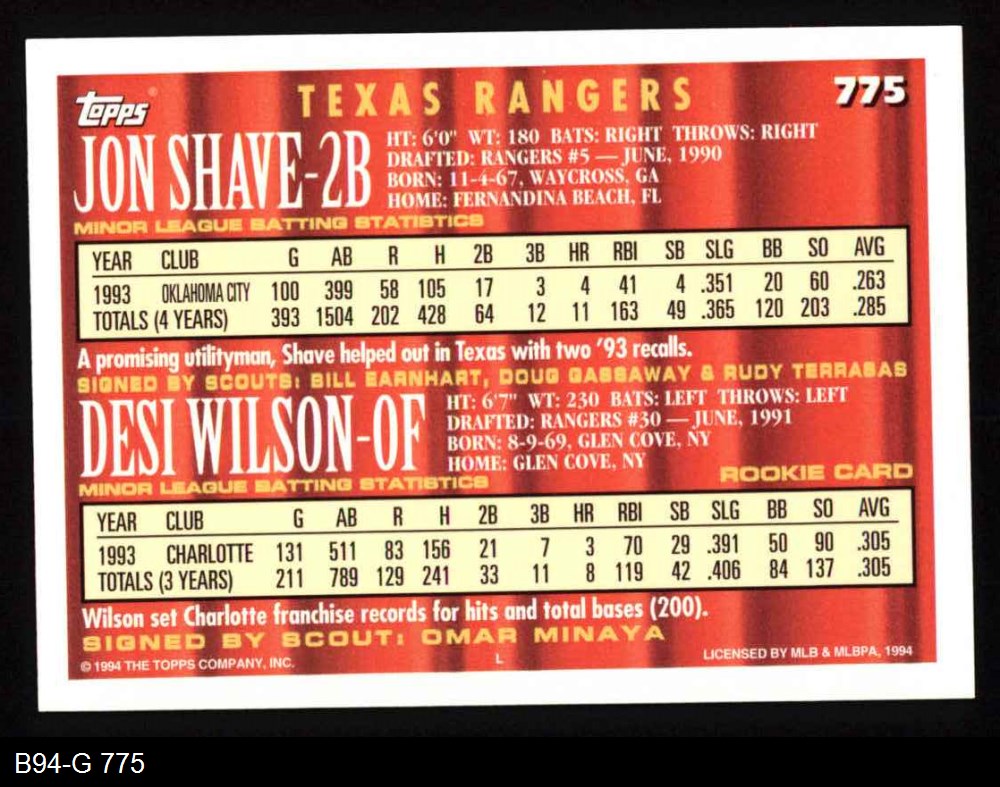 topps TEXAS RANGERS 775
JON SHAVE-2B
HT: 6'0" WT: 180 BATS: RIGHT THROWS: RIGHT
DRAFTED: RANGERS #5 — JUNE, 1990
BORN: 11-4-67, WAYCROSS, GA
HOME: FERNANDINA BEACH, FL
MINOR LEAGUE BATTING STATISTICS
YEAR CLUB G AB R H 2B 3B HR RBI SB SLG BB SO AVG
1993 OKLAHOMA CITY 100 399 58 105 17 3 4 41 4 .351 20 60 .263
TOTALS (4 YEARS) 393 1504 202 428 64 12 11 163 49 .365 120 203 .285
A promising utilityman, Shave helped out in Texas with two '93 recalls.
SIGNED BY SCOUTS: BILL EARNHART, DOUG GASSAWAY & RUDY TERRASAS
DESI WILSON-OF
HT: 6'7" WT: 230 BATS: LEFT THROWS: LEFT
DRAFTED: RANGERS #30 — JUNE, 1991
BORN: 8-9-69, GLEN COVE, NY
HOME: GLEN COVE, NY
ROOKIE CARD
MINOR LEAGUE BATTING STATISTICS
YEAR CLUB G AB R H 2B 3B HR RBI SB SLG BB SO AVG
1993 CHARLOTTE 131 511 83 156 21 7 3 70 29 .391 50 90 .305
TOTALS (3 YEARS) 211 789 129 241 33 11 8 119 42 .406 84 137 .305
Wilson set Charlotte franchise records for hits and total bases (200).
SIGNED BY SCOUT: OMAR MINAYA
© 1994 THE TOPPS COMPANY, INC. L LICENSED BY MLB & MLBPA, 1994
B94-G 775